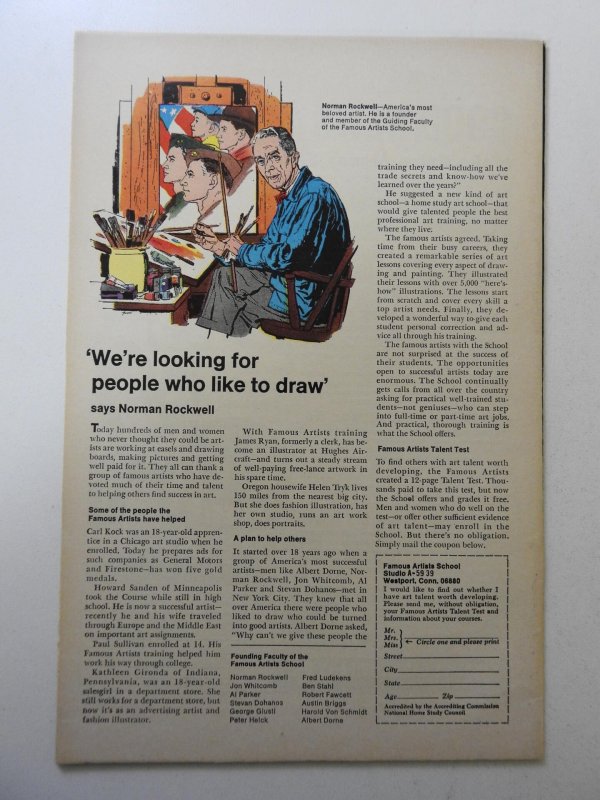 Norman Rockwell—America's most
beloved artist. He is a founder
and member of the Guiding Faculty
of the Famous Artists School.
'We're looking for
people who like to draw'
says Norman Rockwell
Today hundreds of men and women
who never thought they could be art-
ists are working at easels and drawing
boards, making pictures and getting
well paid for it. They all can thank a
group of famous artists who have de-
voted much of their time and talent
to helping others find success in art.
Some of the people the
Famous Artists have helped
Carl Kock was an 18-year-old appren-
tice in a Chicago art studio when he
enrolled. Today he prepares ads for
such companies as General Motors
and Firestone—has won five gold
medals.
Howard Sanden of Minneapolis
took the Course while still in high
school. He is now a successful artist—
recently he and his wife traveled
through Europe and the Middle East
on important art assignments.
Paul Sullivan enrolled at 14. His
Famous Artists training helped him
work his way through college.
Kathleen Gironda of Indiana,
Pennsylvania, was an 18-year-old
salesgirl in a department store. She
still works for a department store, but
now it's as an advertising artist and
fashion illustrator.
With Famous Artists training
James Ryan, formerly a clerk, has be-
come an illustrator at Hughes Air-
craft—and turns out a steady stream
of well-paying free-lance artwork in
his spare time.
Oregon housewife Helen Tryk lives
150 miles from the nearest big city.
But she does fashion illustration, has
her own studio, runs an art work
shop, does portraits.
A plan to help others
It started over 18 years ago when a
group of America's most successful
artists—men like Albert Dorne, Nor-
man Rockwell, Jon Whitcomb, Al
Parker and Stevan Dohanos—met in
New York City. They knew that all
over America there were people who
liked to draw who could be turned
into good artists. Albert Dorne asked,
"Why can't we give these people the
Founding Faculty of the
Famous Artists School
Norman Rockwell
Jon Whitcomb
Al Parker
Stevan Dohanos
George Giusti
Peter Helck
Fred Ludekens
Ben Stahl
Robert Fawcett
Austin Briggs
Harold Von Schmidt
Albert Dorne
training they need—including all the
trade secrets and know-how we've
learned over the years?"
He suggested a new kind of art
school—a home study art school—that
would give talented people the best
professional art training, no matter
where they live.
The famous artists agreed. Taking
time from their busy careers, they
created a remarkable series of art
lessons covering every aspect of draw-
ing and painting. They illustrated
their lessons with over 5,000 "here's-
how" illustrations. The lessons start
from scratch and cover every skill a
top artist needs. Finally, they de-
veloped a wonderful way to give each
student personal correction and ad-
vice all through his training.
The famous artists with the School
are not surprised at the success of
their students. The opportunities
open to successful artists today are
enormous. The School continually
gets calls from all over the country
asking for practical well-trained stu-
dents—not geniuses—who can step
into full-time or part-time art jobs.
And practical, thorough training is
what the School offers.
Famous Artists Talent Test
To find others with art talent worth
developing, the Famous Artists
created a 12-page Talent Test. Thou-
sands paid to take this test, but now
the School offers and grades it free.
Men and women who do well on the
test—or offer other sufficient evidence
of art talent—may enroll in the
School. But there's no obligation.
Simply mail the coupon below.
Famous Artists School
Studio A-5939
Westport, Conn. 06880
I would like to find out whether I
have art talent worth developing.
Please send me, without obligation,
your Famous Artists Talent Test and
information about your courses.
Mr.
Mrs. ← Circle one and please print
Miss
Street
City
State
Age Zip
Accredited by the Accrediting Commission
National Home Study Council